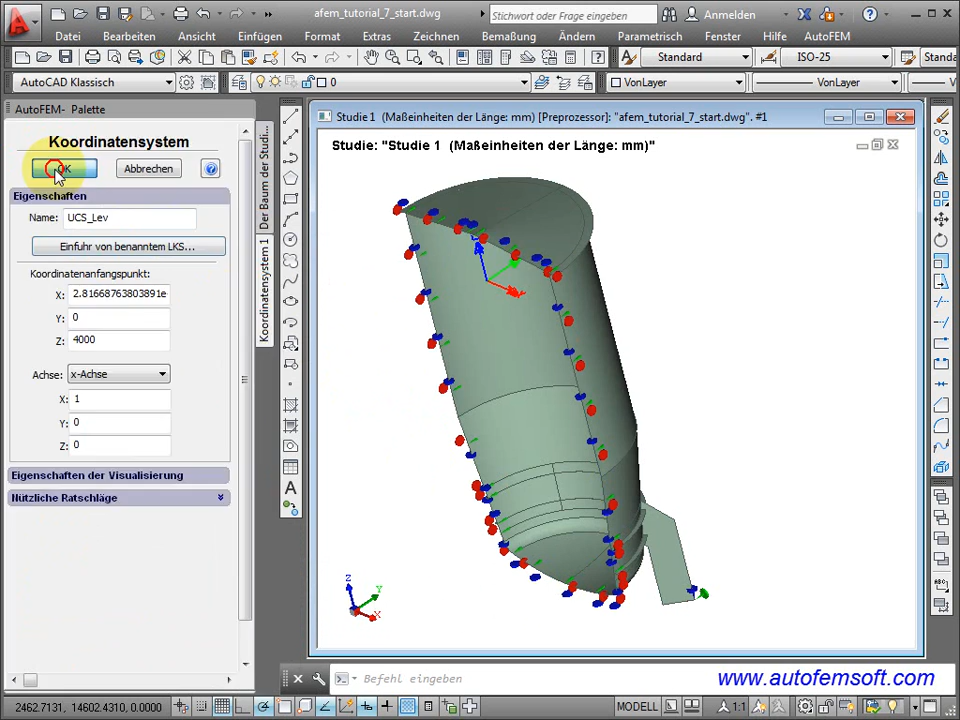 afem_tutorial_7_start.dwg
Stichwort oder Frage eingeben
Anmelden
Datei Bearbeiten Ansicht Einfügen Format Extras Zeichnen Bemaßung Ändern Parametrisch Fenster Hilfe AutoFEM
Standard ISO-25 Standa
AutoCAD Klassisch 0 VonLayer VonLayer
AutoFEM- Palette
Koordinatensystem
OK Abbrechen
Eigenschaften
Name: UCS_Lev
Einfuhr von benanntem LKS...
Koordinatenanfangspunkt:
X: 2.81668763803891e
Y: 0
Z: 4000
Achse: x-Achse
X: 1
Y: 0
Z: 0
Eigenschaften der Visualisierung
Nützliche Ratschläge
Der Baum der Studi...
Koordinatensystem 1
Studie1 (Maßeinheiten der Länge: mm) [Preprozessor]: "afem_tutorial_7_start.dwg". #1
Studie: "Studie 1 (Maßeinheiten der Länge: mm)"
Z
Y
X
Befehl eingeben
www.autofemsoft.com
2462.7131, 14602.4310, 0.0000
MODELL 1:1